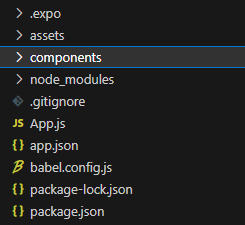 .expo
assets
components
node_modules
.gitignore
JS App.js
{} app.json
babel.config.js
{} package-lock.json
{} package.json